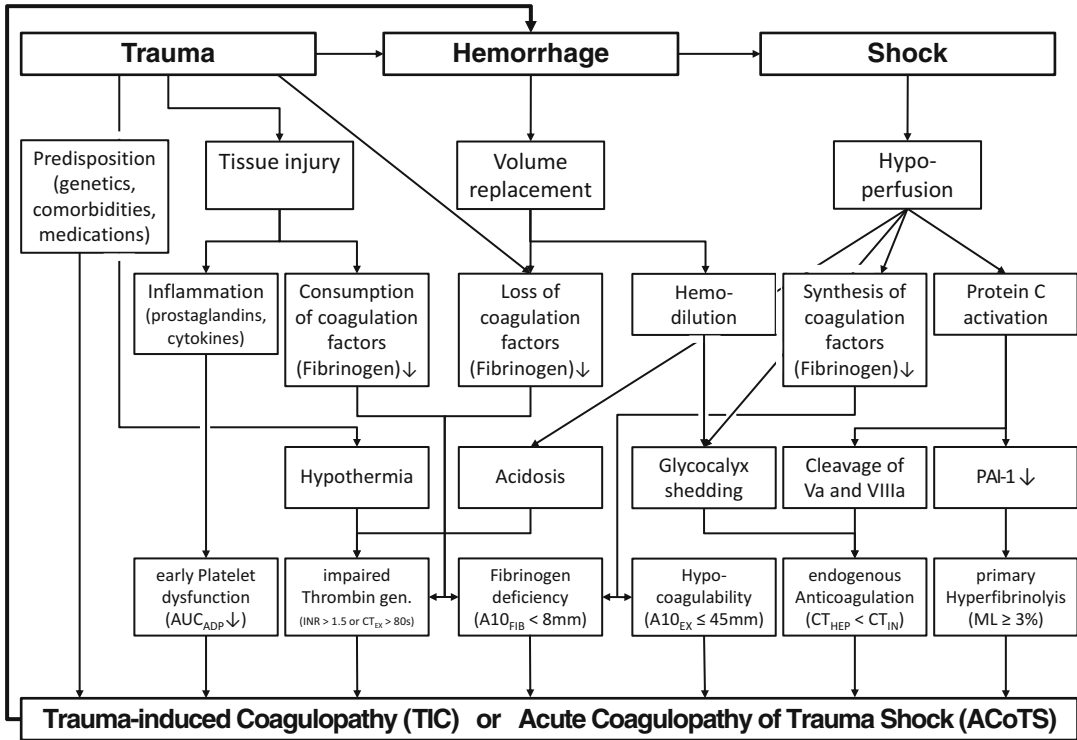 Trauma
Hemorrhage
Shock
Predisposition
(genetics,
comorbidities,
medications)
Tissue injury
Volume
replacement
Hypo-
perfusion
Inflammation
(prostaglandins,
cytokines)
Consumption
of coagulation
factors
(Fibrinogen)↓
Loss of
coagulation
factors
(Fibrinogen)↓
Hemo-
dilution
Synthesis of
coagulation
factors
(Fibrinogen)↓
Protein C
activation
Hypothermia
Acidosis
Glycocalyx
shedding
Cleavage of
Va and VIIIa
PAI-1 ↓
early Platelet
dysfunction
(AUCADP↓)
impaired
Thrombin gen.
(INR > 1.5 or CTEX > 80s)
Fibrinogen
deficiency
(A10FIB < 8mm)
Hypo-
coagulability
(A10EX ≤ 45mm)
endogenous
Anticoagulation
(CTHEP < CTIN)
primary
Hyperfibrinolyis
(ML ≥ 3%)
Trauma-induced Coagulopathy (TIC) or Acute Coagulopathy of Trauma Shock (ACoTS)